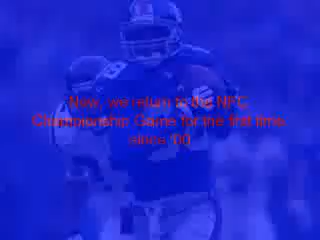 Now, we return to the NFC
Championship Game for the first time
since '00